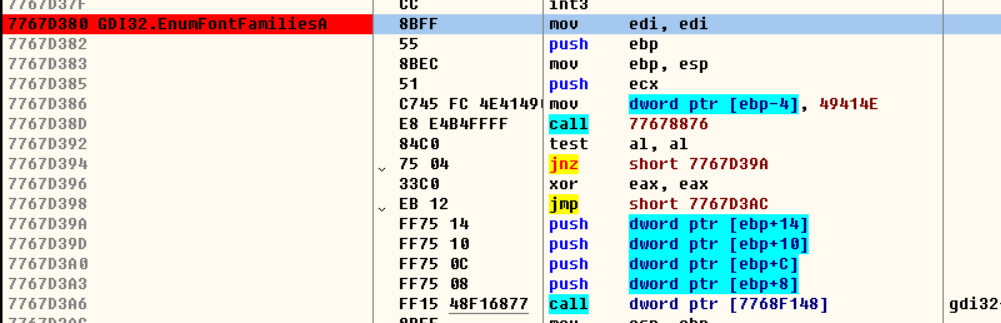 7767D37F CC int3
7767D380 GDI32.EnumFontFamiliesA 8BFF mov edi, edi
7767D382 55 push ebp
7767D383 8BEC mov ebp, esp
7767D385 51 push ecx
7767D386 C745 FC 4E4149 mov dword ptr [ebp-4], 49414E
7767D38D E8 E4B4FFFF call 77678876
7767D392 84C0 test al, al
7767D394 75 04 jnz short 7767D39A
7767D396 33C0 xor eax, eax
7767D398 EB 12 jmp short 7767D3AC
7767D39A FF75 14 push dword ptr [ebp+14]
7767D39D FF75 10 push dword ptr [ebp+10]
7767D3A0 FF75 0C push dword ptr [ebp+C]
7767D3A3 FF75 08 push dword ptr [ebp+8]
7767D3A6 FF15 48F16877 call dword ptr [7768F148] gdi32
7767D3AC 8BE5 mov esp, ebp